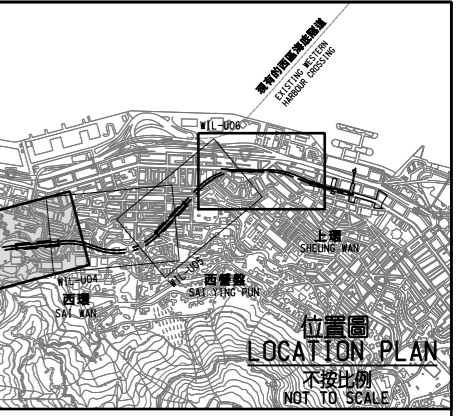 現有的西區海底隧道
EXISTING WESTERN
HARBOUR CROSSING
WIL-U06
上環
SHEUNG WAN
WIL-U05
西營盤
SAI YING PUN
WIL-U04
西環
SAI WAN
位置圖
LOCATION PLAN
不按比例
NOT TO SCALE